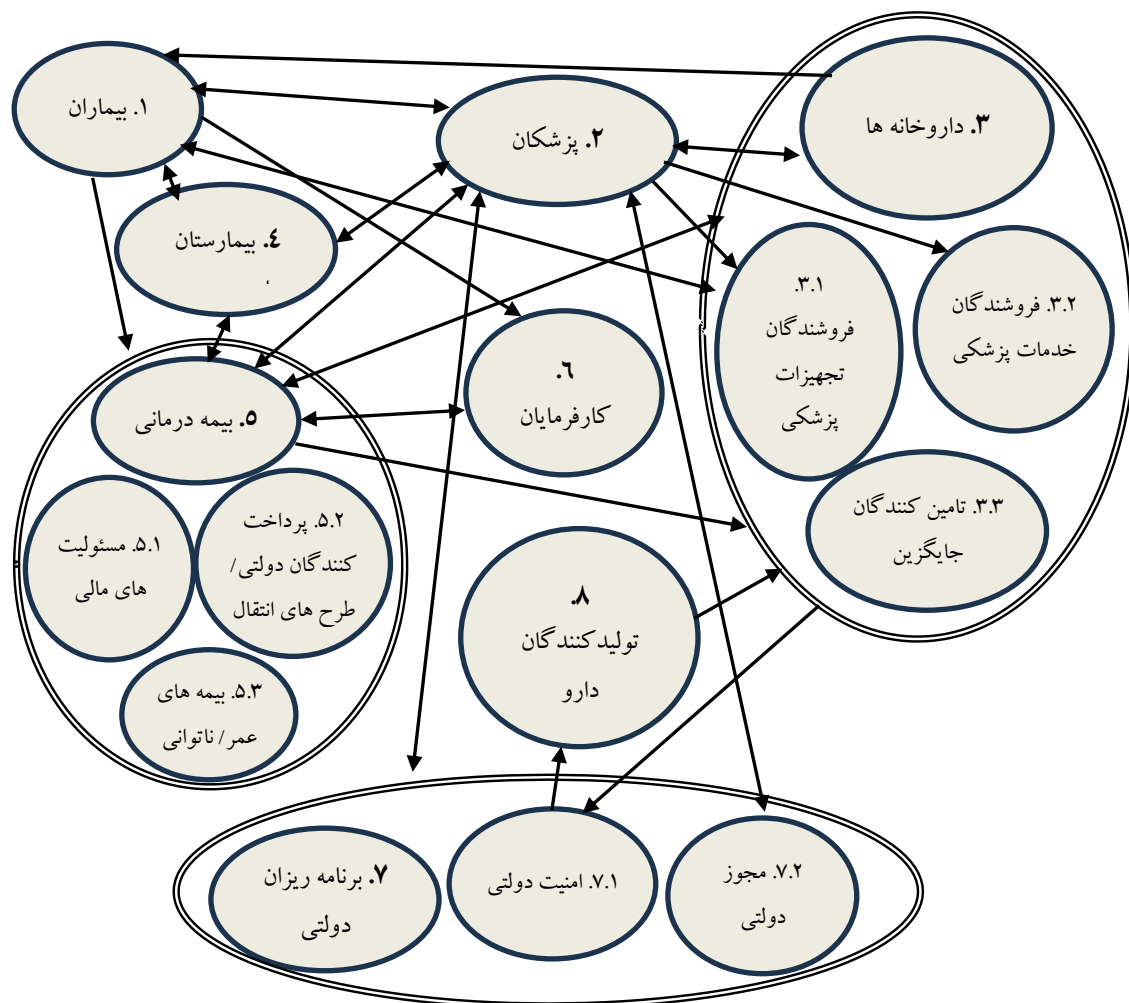 ۱. بیماران
۲. پزشکان
۳. داروخانه ها
۴. بیمارستان
۳.۱.
فروشندگان
تجهیزات
پزشکی
۳.۲. فروشندگان
خدمات پزشکی
۳.۳. تامین کنندگان
جایگزین
۶.
کارفرمایان
۵. بیمه درمانی
۵.۱. مسئولیت
های مالی
۵.۲. پرداخت
کنندگان دولتی/
طرح های انتقال
۵.۳. بیمه های
عمر/ ناتوانی
۸.
تولیدکنندگان
دارو
۷. برنامه ریزان
دولتی
۷.۱. امنیت دولتی
۷.۲. مجوز
دولتی